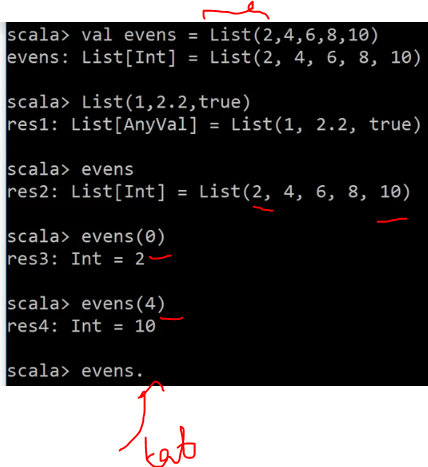 scala> val evens = List(2,4,6,8,10)
evens: List[Int] = List(2, 4, 6, 8, 10)
scala> List(1,2.2,true)
res1: List[AnyVal] = List(1, 2.2, true)
scala> evens
res2: List[Int] = List(2, 4, 6, 8, 10)
scala> evens(0)
res3: Int = 2
scala> evens(4)
res4: Int = 10
scala> evens.
tab